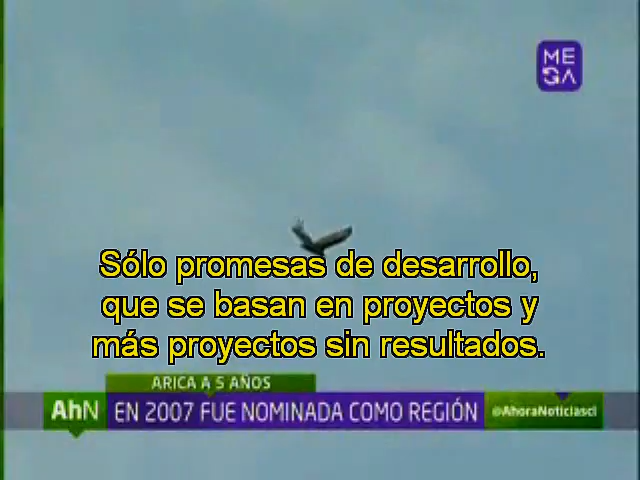 ME
GA
Sólo promesas de desarrollo,
que se basan en proyectos y
más proyectos sin resultados.
ARICA A 5 AÑOS
AhN
EN 2007 FUE NOMINADA COMO REGIÓN
@AhoraNoticiascl